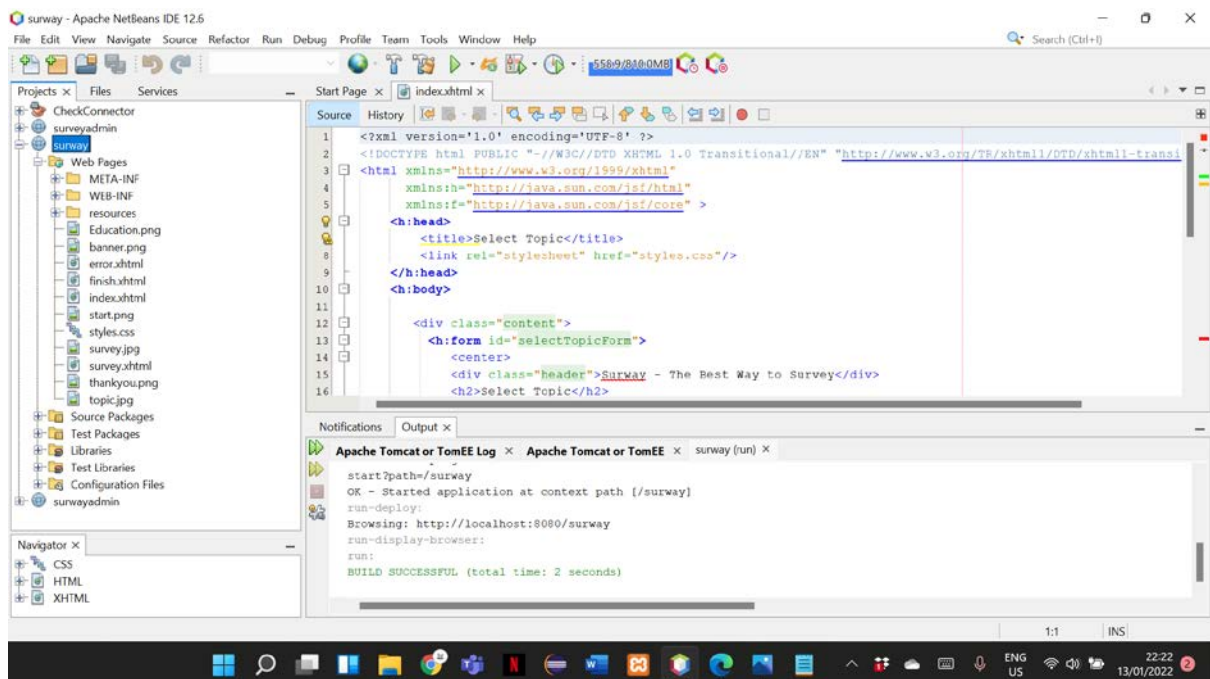 surway - Apache NetBeans IDE 12.6
File Edit View Navigate Source Refactor Run Debug Profile Team Tools Window Help
Search (Ctrl+I)
558.9/810.0MB
Projects Files Services
CheckConnector
surveyadmin
surway
Web Pages
META-INF
WEB-INF
resources
Education.png
banner.png
error.xhtml
finish.xhtml
index.xhtml
start.png
styles.css
survey.jpg
survey.xhtml
thankyou.png
topic.jpg
Source Packages
Test Packages
Libraries
Test Libraries
Configuration Files
surwayadmin
Navigator
CSS
HTML
XHTML
Start Page index.xhtml
Source History
1 <?xml version='1.0' encoding='UTF-8' ?>
2 <!DOCTYPE html PUBLIC "-//W3C//DTD XHTML 1.0 Transitional//EN" "http://www.w3.org/TR/xhtml1/DTD/xhtml1-transi
3 <html xmlns="http://www.w3.org/1999/xhtml"
4 xmlns:h="http://java.sun.com/jsf/html"
5 xmlns:f="http://java.sun.com/jsf/core" >
<h:head>
<title>Select Topic</title>
8 <link rel="stylesheet" href="styles.css"/>
9 </h:head>
10 <h:body>
11
12 <div class="content">
13 <h:form id="selectTopicForm">
14 <center>
15 <div class="header">Surway - The Best Way to Survey</div>
16 <h2>Select Topic</h2>
Notifications Output
Apache Tomcat or TomEE Log Apache Tomcat or TomEE surway (run)
start?path=/surway
OK - Started application at context path [/surway]
run-deploy:
Browsing: http://localhost:8080/surway
run-display-browser:
run:
BUILD SUCCESSFUL (total time: 2 seconds)
1:1 INS
ENG
US
22:22
13/01/2022
2